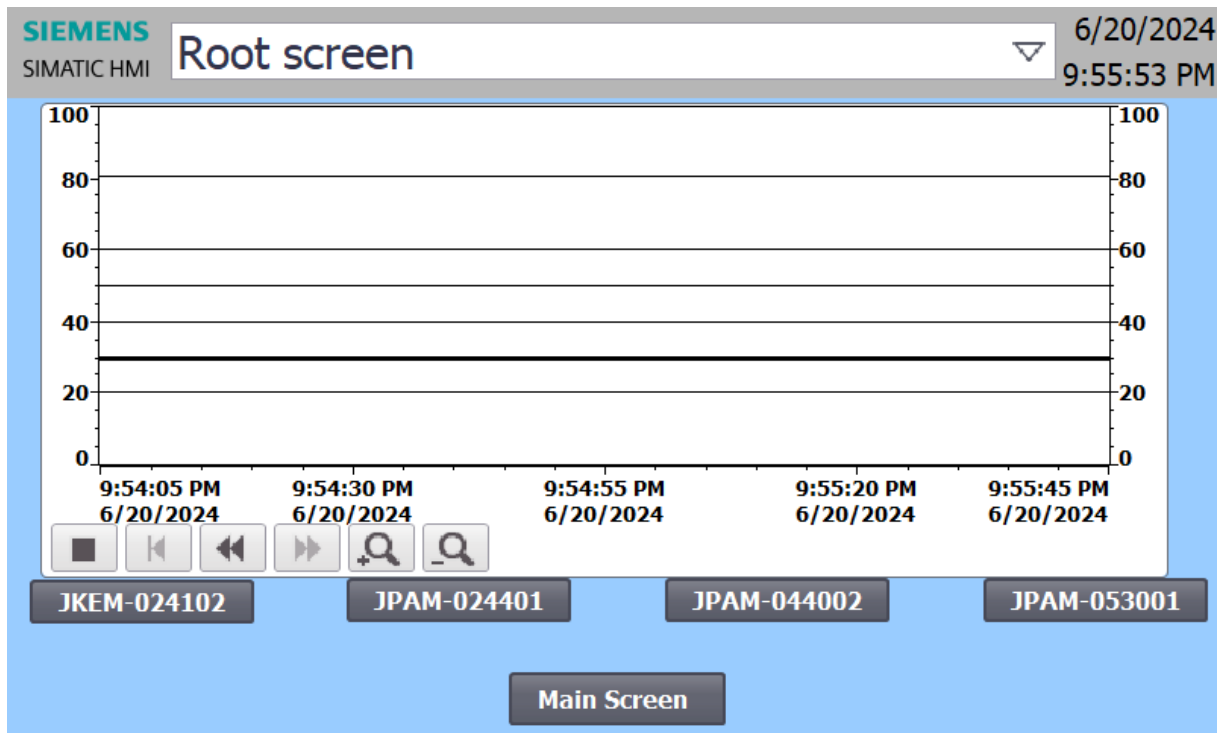 SIEMENS
SIMATIC HMI
Root screen
6/20/2024
9:55:53 PM
100 100
80 80
60 60
40 40
20 20
0 0
9:54:05 PM 9:54:30 PM 9:54:55 PM 9:55:20 PM 9:55:45 PM
6/20/2024 6/20/2024 6/20/2024 6/20/2024 6/20/2024
JKEM-024102 JPAM-024401 JPAM-044002 JPAM-053001
Main Screen